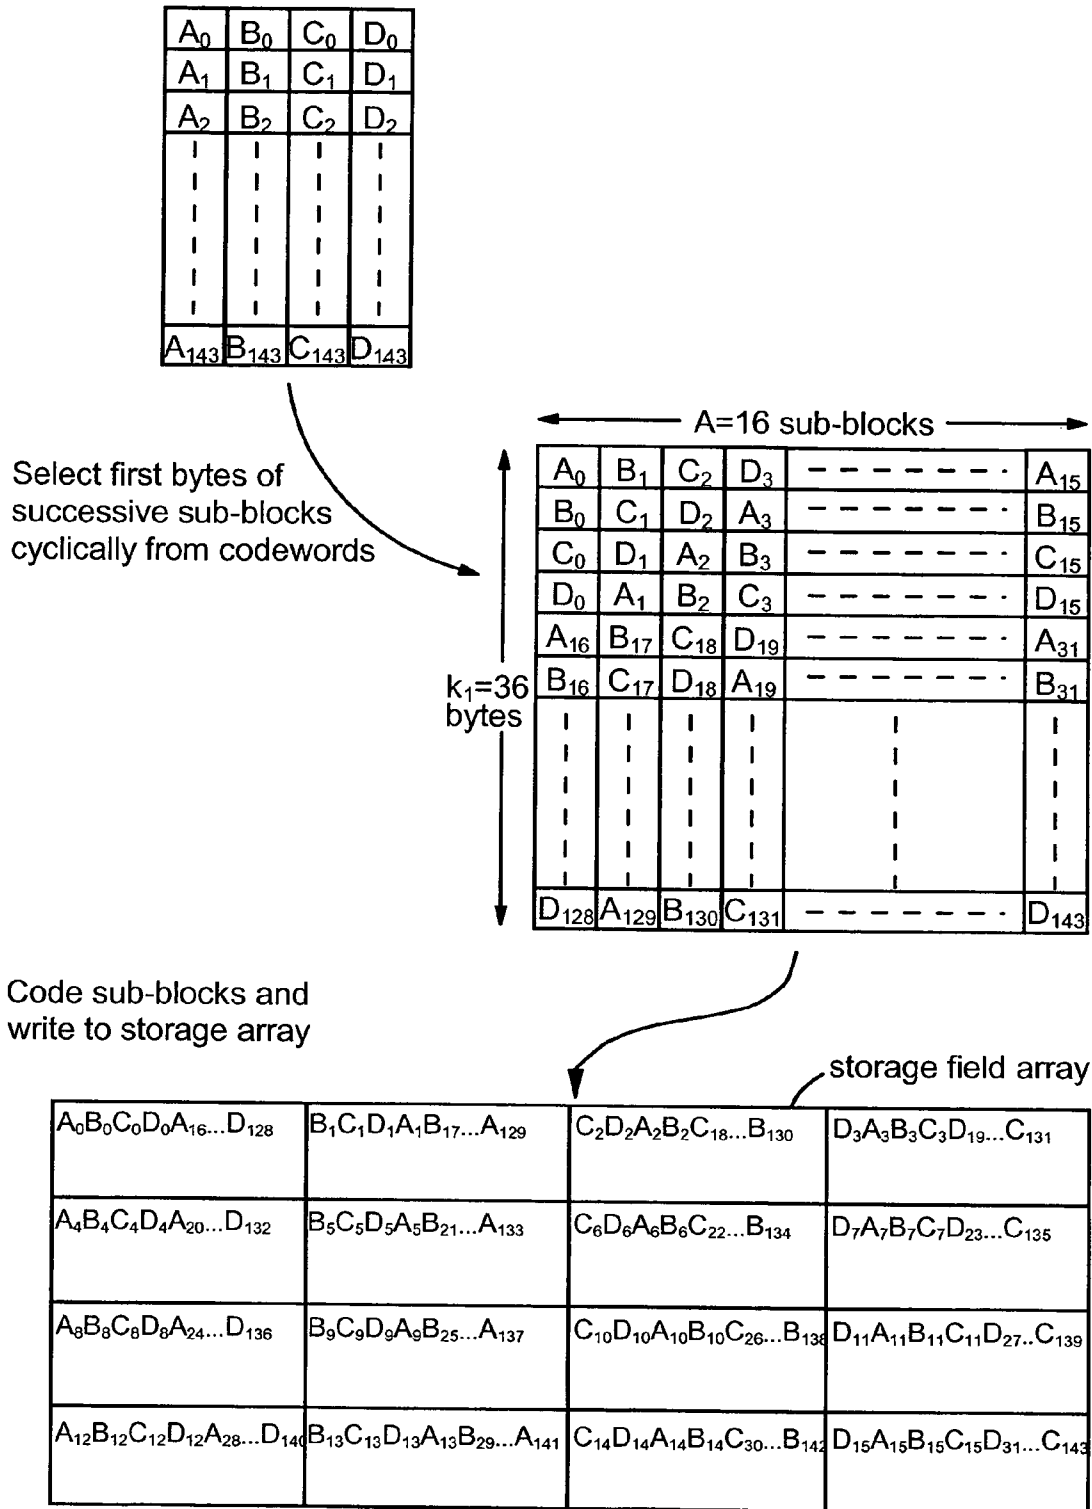 A₀ B₀ C₀ D₀
A₁ B₁ C₁ D₁
A₂ B₂ C₂ D₂
A₁₄₃ B₁₄₃ C₁₄₃ D₁₄₃
Select first bytes of
successive sub-blocks
cyclically from codewords
A=16 sub-blocks
A₀ B₁ C₂ D₃ A₁₅
B₀ C₁ D₂ A₃ B₁₅
C₀ D₁ A₂ B₃ C₁₅
D₀ A₁ B₂ C₃ D₁₅
A₁₆ B₁₇ C₁₈ D₁₉ A₃₁
B₁₆ C₁₇ D₁₈ A₁₉ B₃₁
k₁=36
bytes
D₁₂₈ A₁₂₉ B₁₃₀ C₁₃₁ D₁₄₃
Code sub-blocks and
write to storage array
storage field array
A₀B₀C₀D₀A₁₆...D₁₂₈ B₁C₁D₁A₁B₁₇...A₁₂₉ C₂D₂A₂B₂C₁₈...B₁₃₀ D₃A₃B₃C₃D₁₉...C₁₃₁
A₄B₄C₄D₄A₂₀...D₁₃₂ B₅C₅D₅A₅B₂₁...A₁₃₃ C₆D₆A₆B₆C₂₂...B₁₃₄ D₇A₇B₇C₇D₂₃...C₁₃₅
A₈B₈C₈D₈A₂₄...D₁₃₆ B₉C₉D₉A₉B₂₅...A₁₃₇ C₁₀D₁₀A₁₀B₁₀C₂₆...B₁₃₈ D₁₁A₁₁B₁₁C₁₁D₂₇..C₁₃₉
A₁₂B₁₂C₁₂D₁₂A₂₈...D₁₄₀ B₁₃C₁₃D₁₃A₁₃B₂₉...A₁₄₁ C₁₄D₁₄A₁₄B₁₄C₃₀...B₁₄₂ D₁₅A₁₅B₁₅C₁₅D₃₁...C₁₄₃